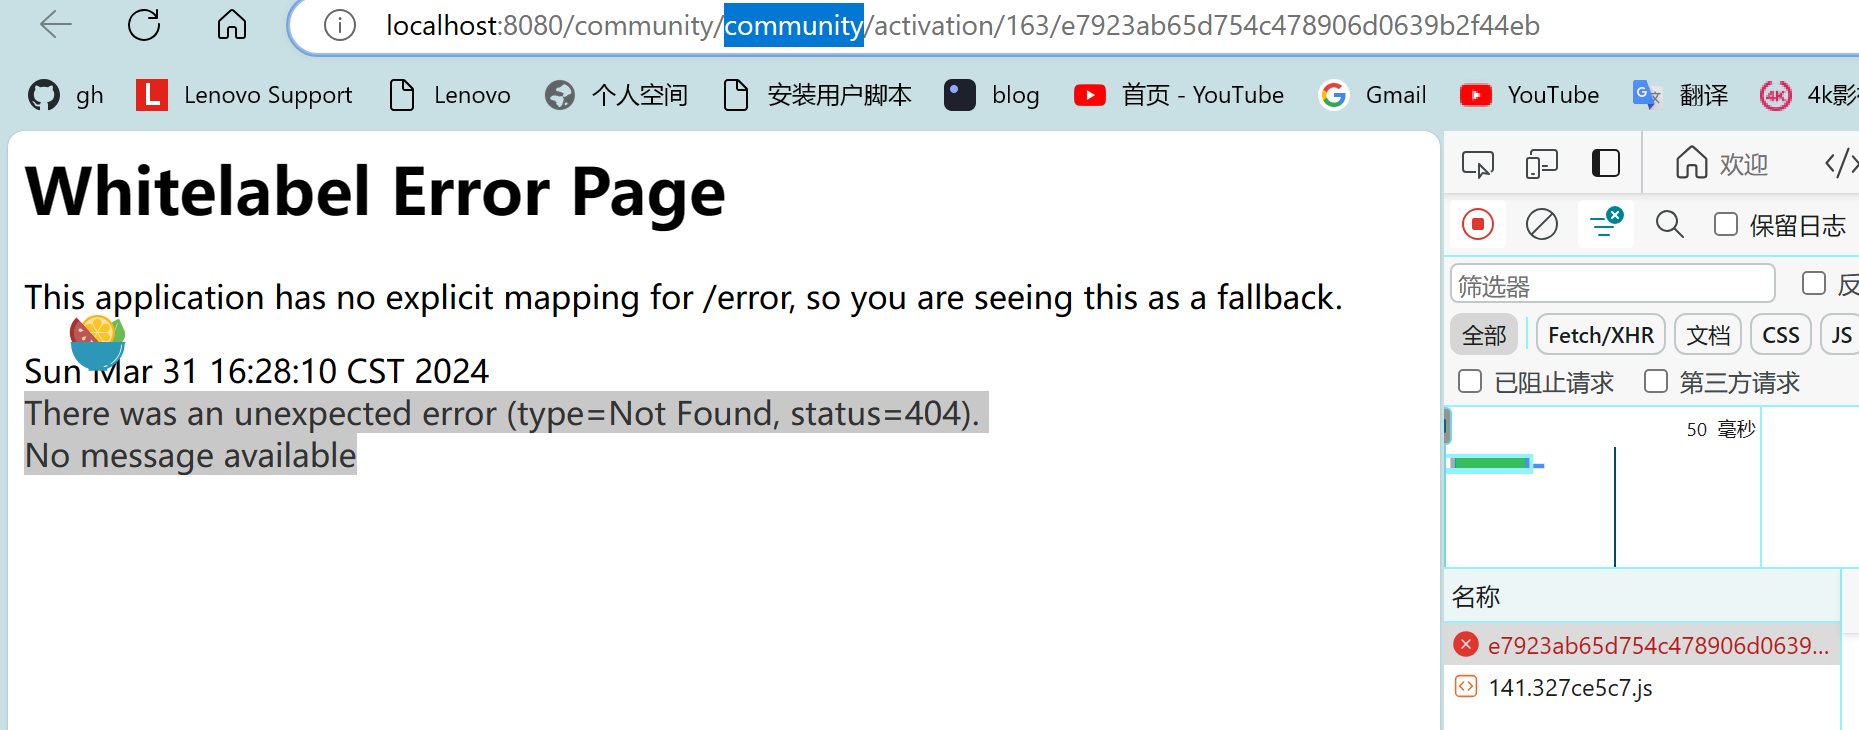 localhost:8080/community/community/activation/163/e7923ab65d754c478906d0639b2f44eb
gh Lenovo Support Lenovo 个人空间 安装用户脚本 blog 首页 - YouTube Gmail YouTube 翻译 4k影
Whitelabel Error Page
This application has no explicit mapping for /error, so you are seeing this as a fallback.
Sun Mar 31 16:28:10 CST 2024
There was an unexpected error (type=Not Found, status=404).
No message available
欢迎
保留日志
筛选器
反
全部 Fetch/XHR 文档 CSS JS
已阻止请求 第三方请求
50 毫秒
名称
e7923ab65d754c478906d0639...
141.327ce5c7.js